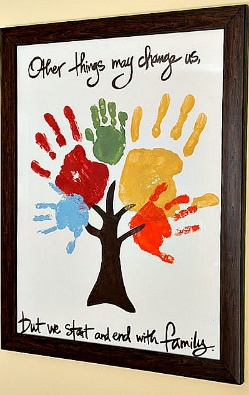 Other things may change us,
but we start and end with family.